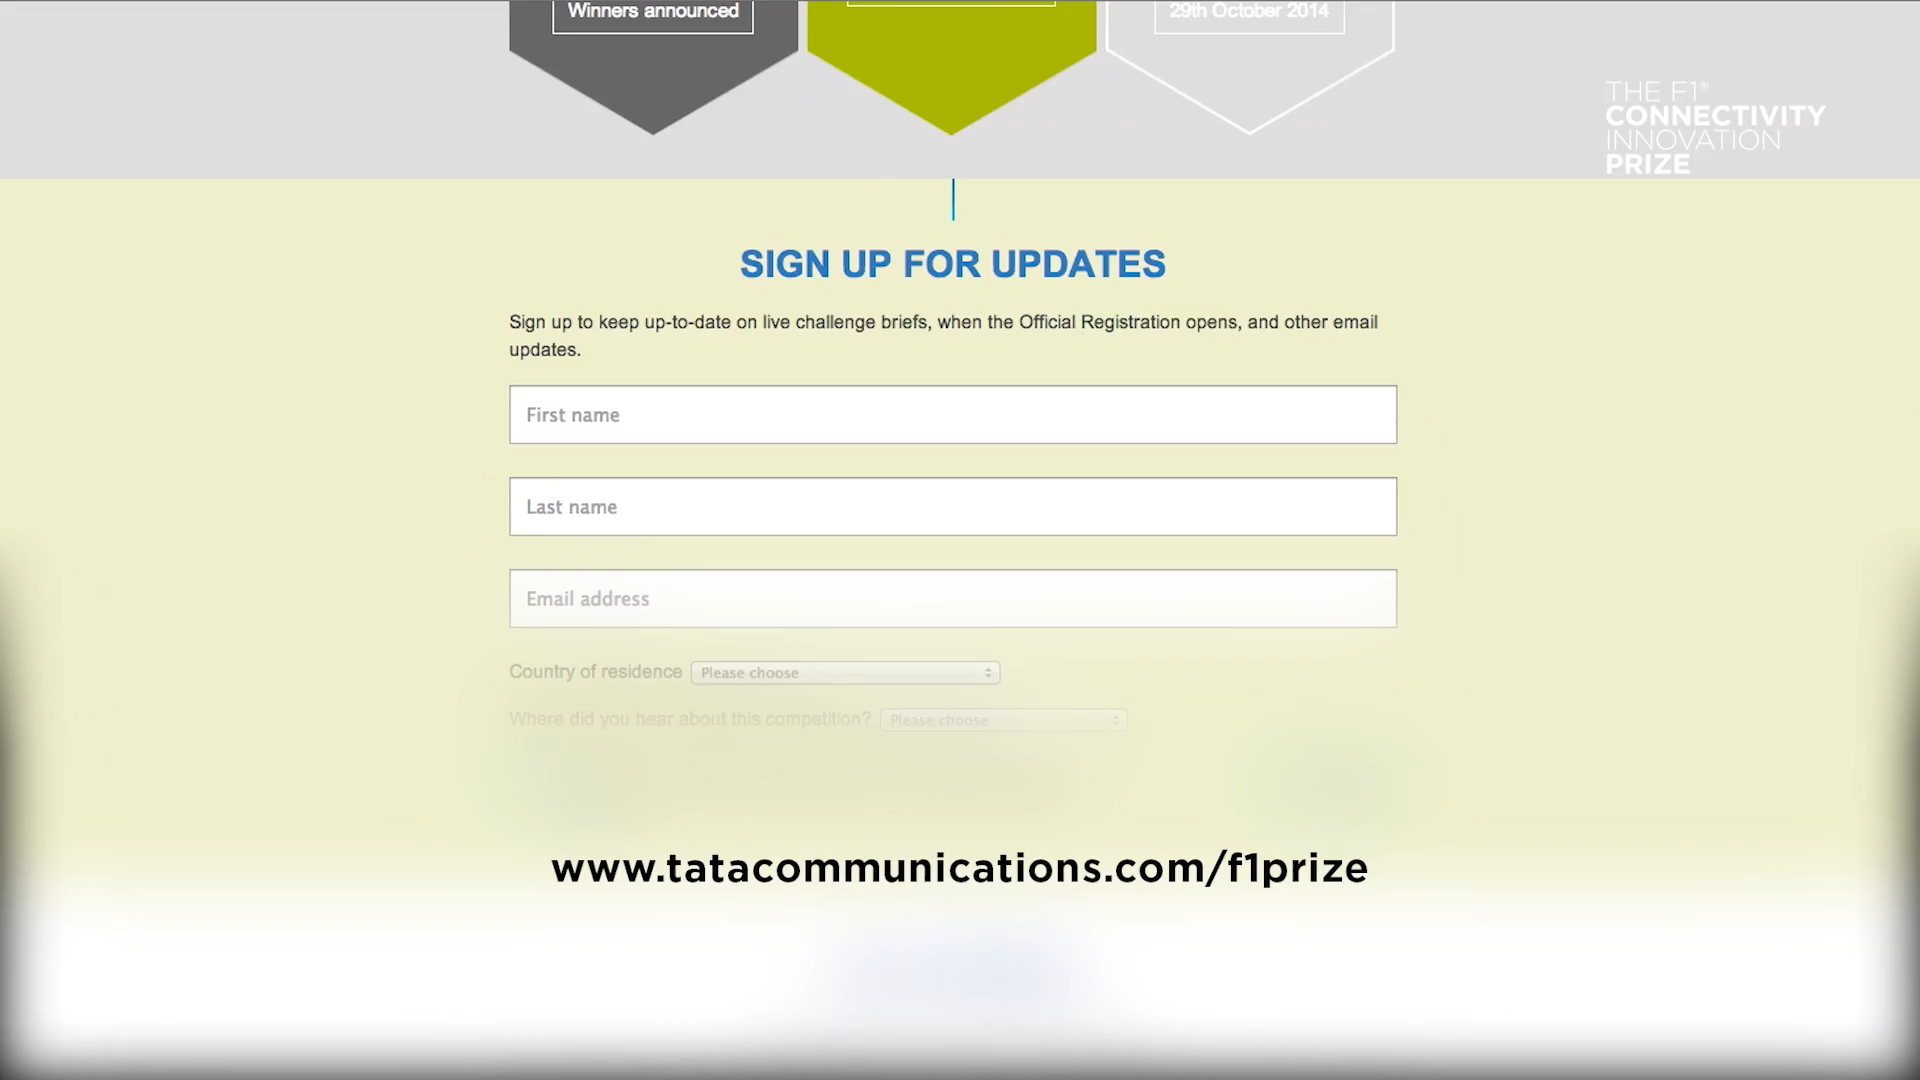 Winners announced
29th October 2014
THE F1®
CONNECTIVITY
INNOVATION
PRIZE
SIGN UP FOR UPDATES
Sign up to keep up-to-date on live challenge briefs, when the Official Registration opens, and other email
updates.
First name
Last name
Email address
Country of residence Please choose
Where did you hear about this competition? Please choose
www.tatacommunications.com/f1prize